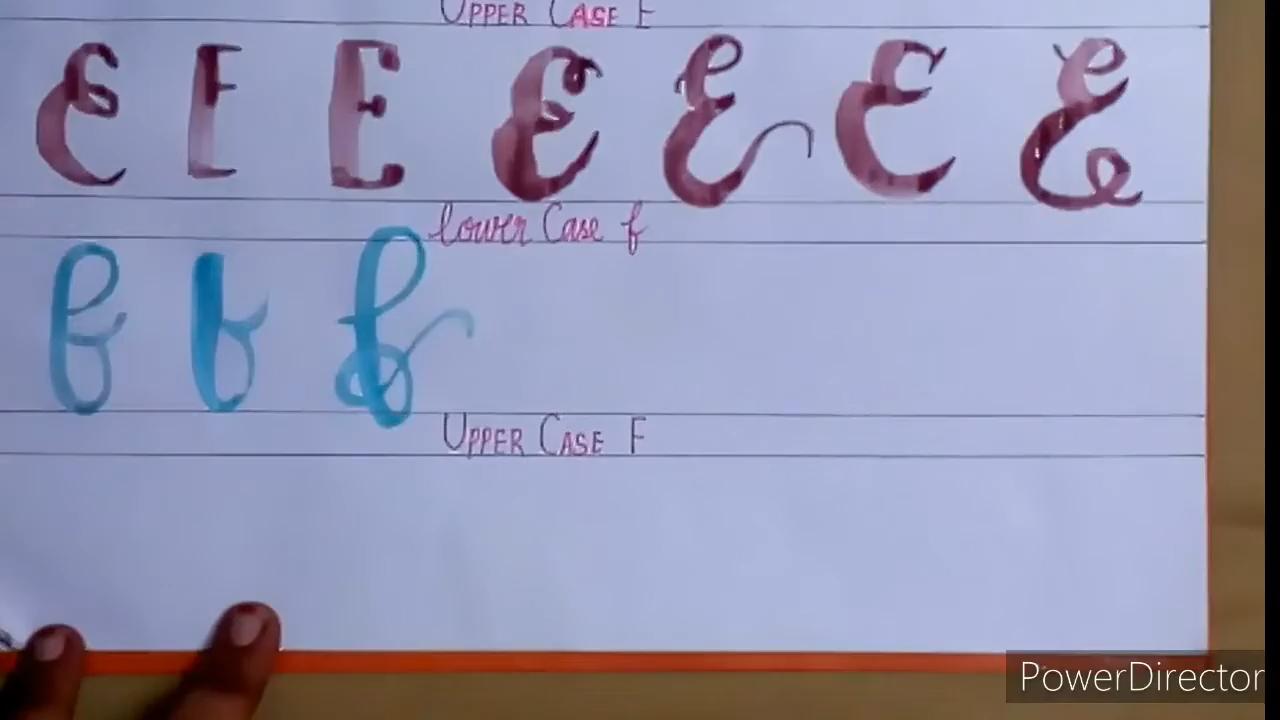 UPPER CASE E
E E E E E E E
lower Case f
f f f
UPPER CASE F
PowerDirector